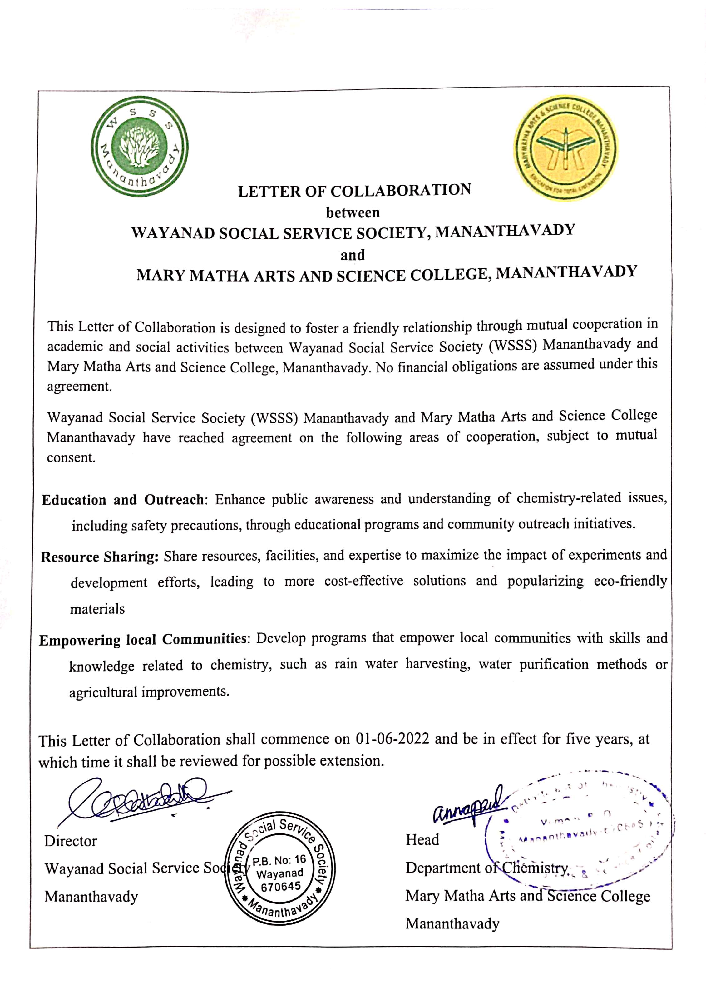 W S S S
Mananthavady
MARYMATHA ARTS & SCIENCE COLLEGE MANANTHAVADY
EDUCATION FOR TOTAL LIBERATION
LETTER OF COLLABORATION
between
WAYANAD SOCIAL SERVICE SOCIETY, MANANTHAVADY
and
MARY MATHA ARTS AND SCIENCE COLLEGE, MANANTHAVADY
This Letter of Collaboration is designed to foster a friendly relationship through mutual cooperation in
academic and social activities between Wayanad Social Service Society (WSSS) Mananthavady and
Mary Matha Arts and Science College, Mananthavady. No financial obligations are assumed under this
agreement.
Wayanad Social Service Society (WSSS) Mananthavady and Mary Matha Arts and Science College
Mananthavady have reached agreement on the following areas of cooperation, subject to mutual
consent.
Education and Outreach: Enhance public awareness and understanding of chemistry-related issues,
including safety precautions, through educational programs and community outreach initiatives.
Resource Sharing: Share resources, facilities, and expertise to maximize the impact of experiments and
development efforts, leading to more cost-effective solutions and popularizing eco-friendly
materials
Empowering local Communities: Develop programs that empower local communities with skills and
knowledge related to chemistry, such as rain water harvesting, water purification methods or
agricultural improvements.
This Letter of Collaboration shall commence on 01-06-2022 and be in effect for five years, at
which time it shall be reviewed for possible extension.
annapaul
Director
Wayanad Social Service Society
Mananthavady
Wayanad Social Service Society
P.B. No: 16
Wayanad
670645
Mananthavady
Head
Department of Chemistry
Mary Matha Arts and Science College
Mananthavady
Mananthavady